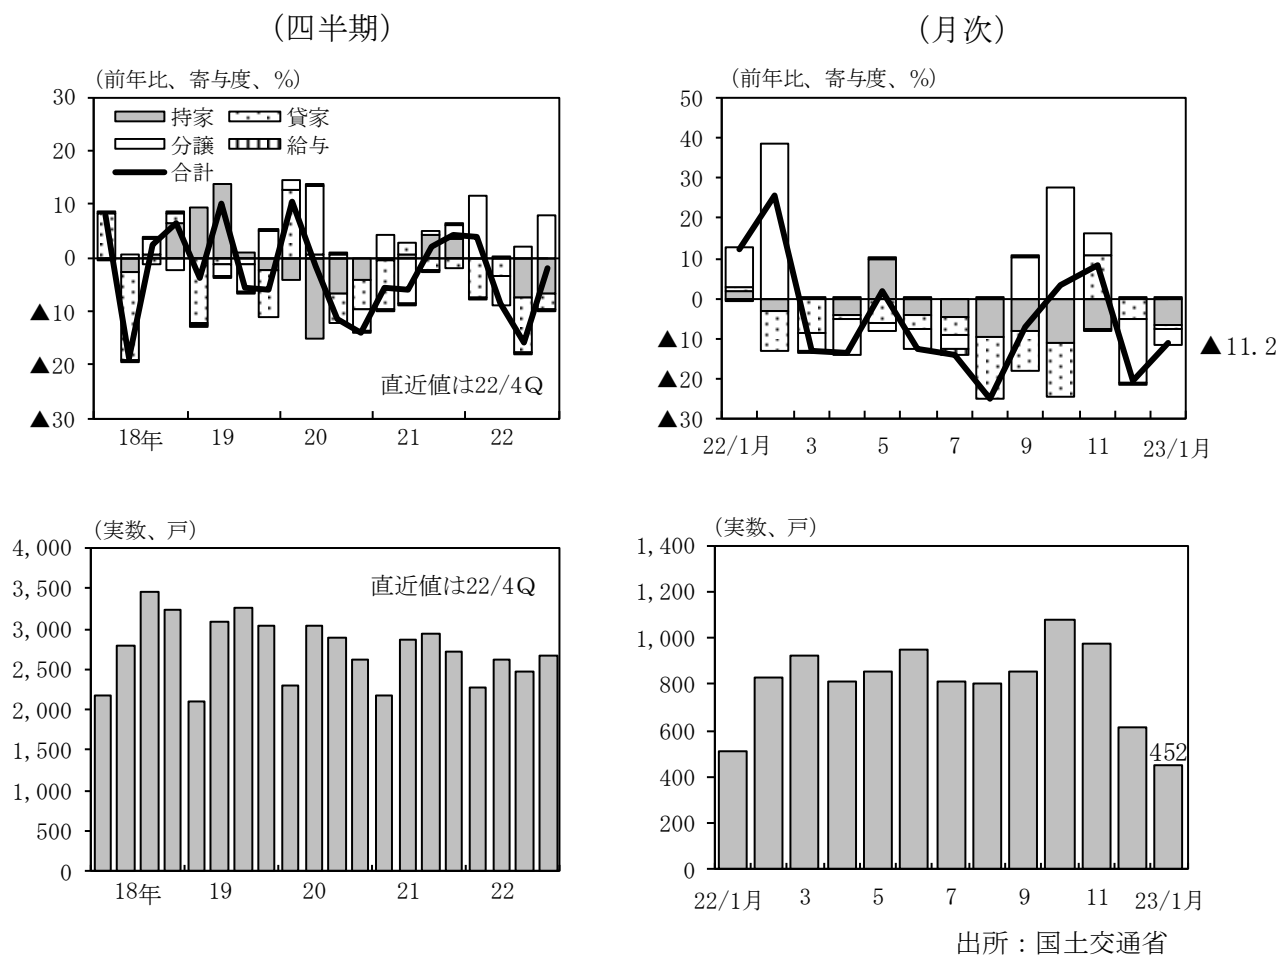 （四半期）
（前年比、寄与度、％）
30
20
10
0
▲10
▲20
▲30
持家
貸家
分譲
給与
合計
直近値は22/4Q
18年
19
20
21
22
（月次）
（前年比、寄与度、％）
50
40
30
20
10
0
▲10
▲20
▲30
▲11.2
22/1月
3
5
7
9
11
23/1月
（実数、戸）
4,000
3,500
3,000
2,500
2,000
1,500
1,000
500
0
直近値は22/4Q
18年
19
20
21
22
（実数、戸）
1,400
1,200
1,000
800
600
400
200
0
452
22/1月
3
5
7
9
11
23/1月
出所：国土交通省